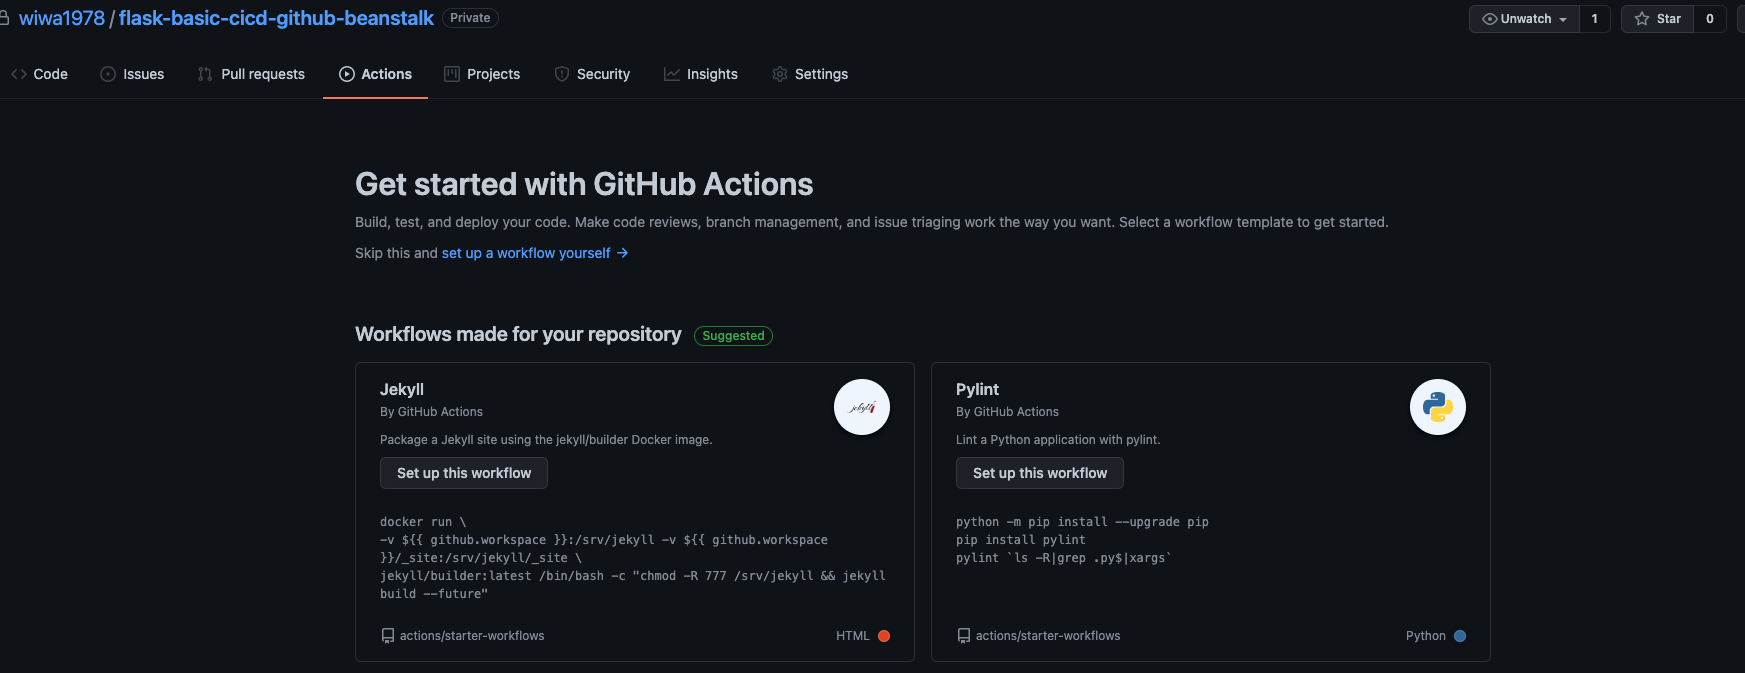 wiwa1978 / flask-basic-cicd-github-beanstalk Private
Unwatch 1 Star 0
Code Issues Pull requests Actions Projects Security Insights Settings
Get started with GitHub Actions
Build, test, and deploy your code. Make code reviews, branch management, and issue triaging work the way you want. Select a workflow template to get started.
Skip this and set up a workflow yourself →
Workflows made for your repository Suggested
Jekyll
By GitHub Actions
jekyll
Package a Jekyll site using the jekyll/builder Docker image.
Set up this workflow
docker run \
-v ${{ github.workspace }}:/srv/jekyll -v ${{ github.workspace
}}/_site:/srv/jekyll/_site \
jekyll/builder:latest /bin/bash -c "chmod -R 777 /srv/jekyll && jekyll
build --future"
actions/starter-workflows HTML
Pylint
By GitHub Actions
Lint a Python application with pylint.
Set up this workflow
python -m pip install --upgrade pip
pip install pylint
pylint `ls -R|grep .py$|xargs`
actions/starter-workflows Python